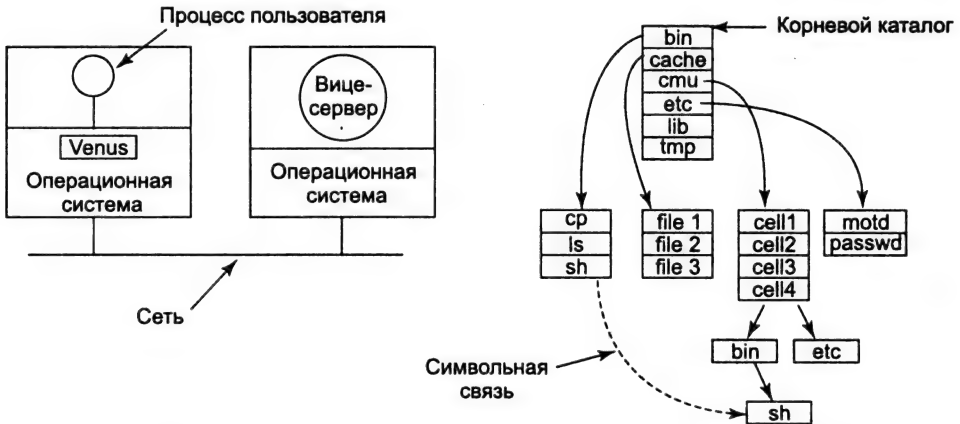 Процесс пользователя
Вице-
сервер
Venus
Операционная
система
Операционная
система
Сеть
Корневой каталог
bin
cache
cmu
etc
lib
tmp
cp
ls
sh
file 1
file 2
file 3
cell1
cell2
cell3
cell4
motd
passwd
bin
etc
sh
Символьная
связь